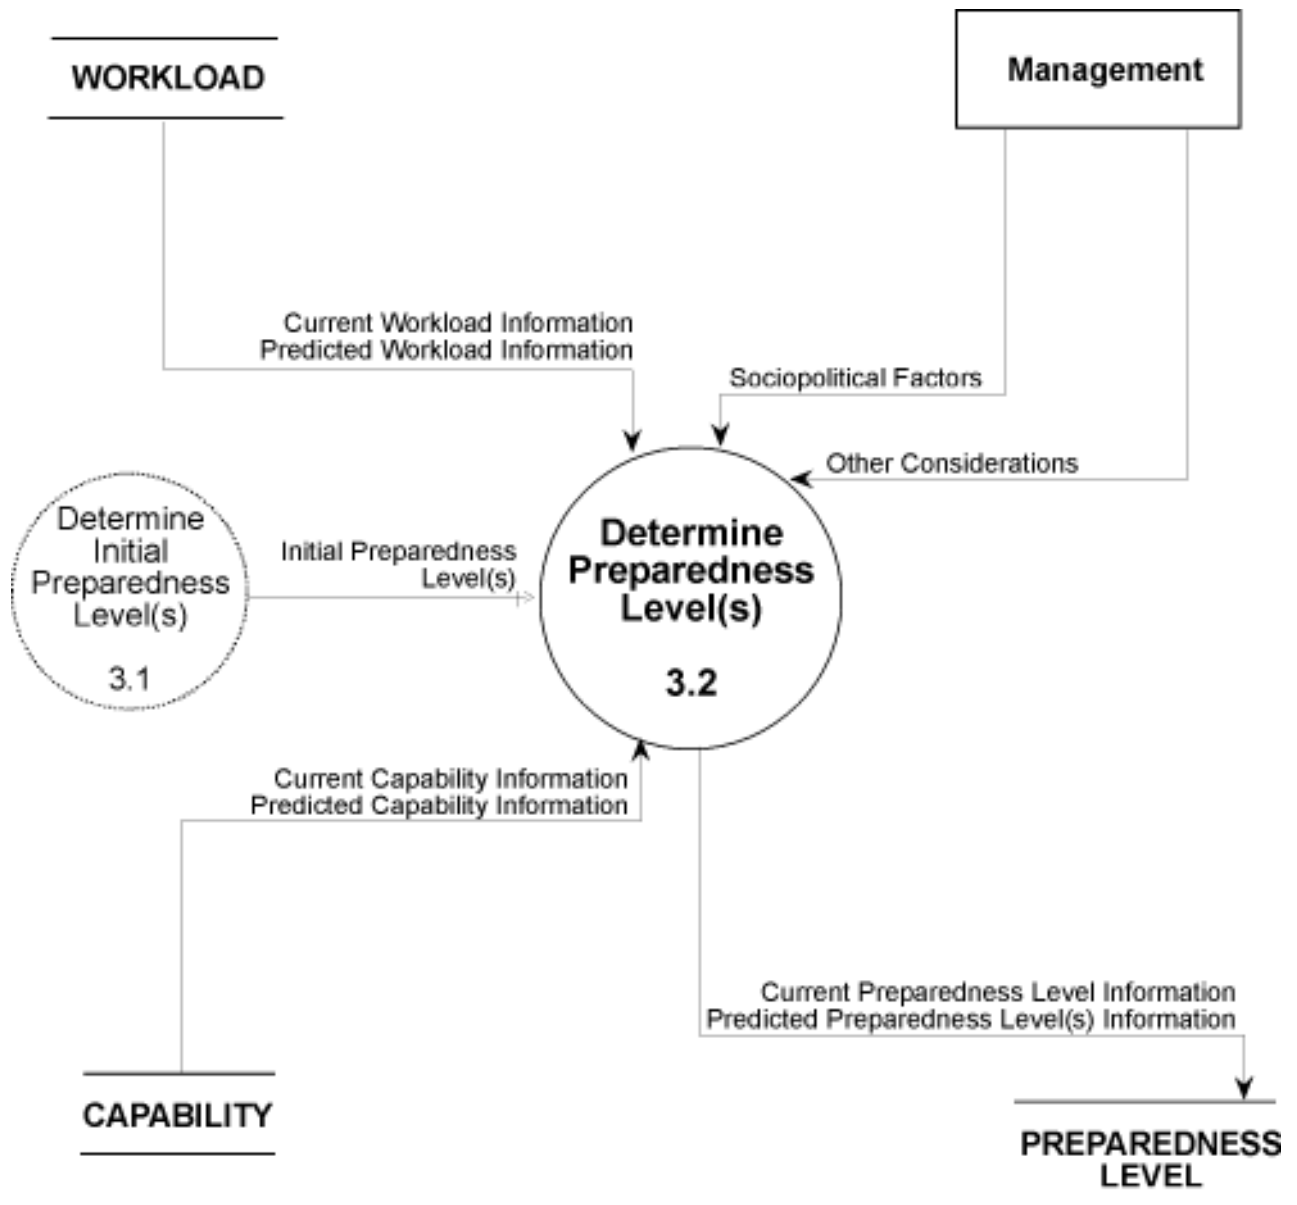 WORKLOAD
Management
Current Workload Information
Predicted Workload Information
Sociopolitical Factors
Other Considerations
Determine
Initial
Preparedness
Level(s)
3.1
Initial Preparedness
Level(s)
Determine
Preparedness
Level(s)
3.2
Current Capability Information
Predicted Capability Information
Current Preparedness Level Information
Predicted Preparedness Level(s) Information
CAPABILITY
PREPAREDNESS
LEVEL